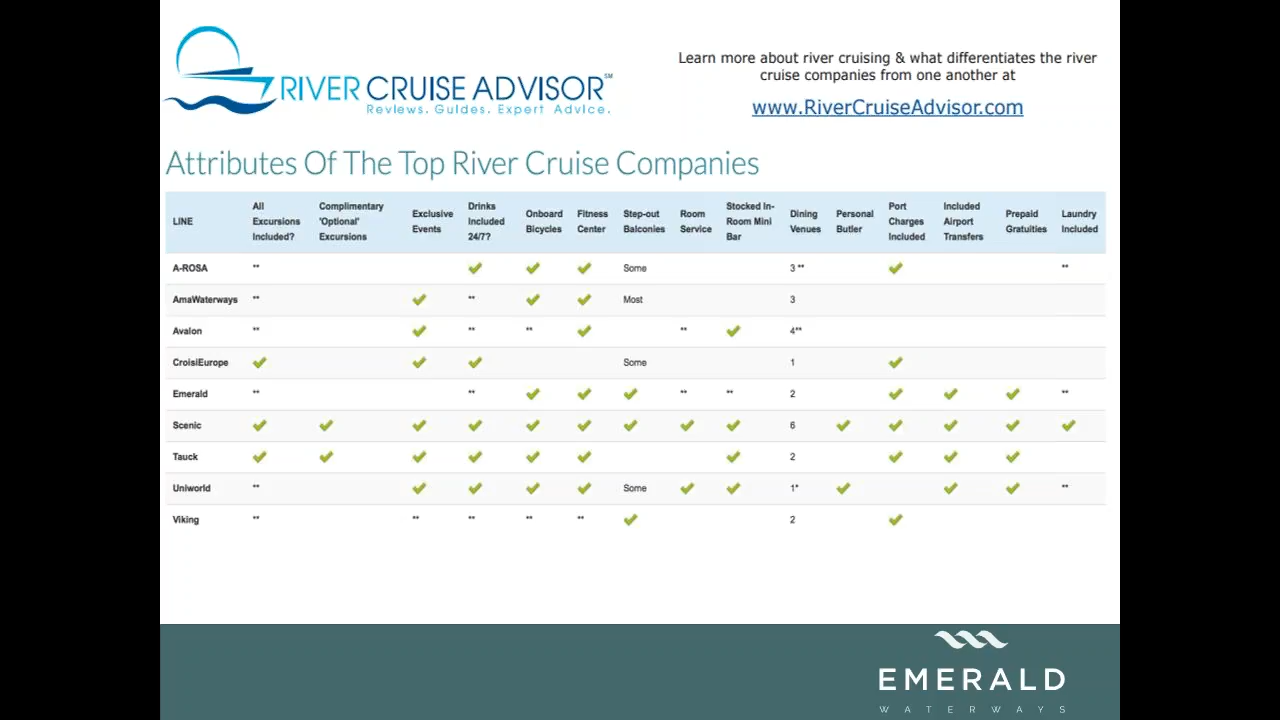 RIVER CRUISE ADVISOR SM
Reviews. Guides. Expert Advice.
Learn more about river cruising & what differentiates the river
cruise companies from one another at
www.RiverCruiseAdvisor.com
Attributes Of The Top River Cruise Companies
LINE All Excursions Included? Complimentary 'Optional' Excursions Exclusive Events Drinks Included 24/7? Onboard Bicycles Fitness Center Step-out Balconies Room Service Stocked In-Room Mini Bar Dining Venues Personal Butler Port Charges Included Included Airport Transfers Prepaid Gratuities Laundry Included
A-ROSA ** ✓ ✓ ✓ Some 3 ** ✓ **
AmaWaterways ** ✓ ** ✓ ✓ Most 3
Avalon ** ✓ ** ** ✓ ** ✓ 4**
CroisiEurope ✓ ✓ ✓ Some 1 ✓
Emerald ** ** ✓ ✓ ✓ ** ** 2 ✓ ✓ ✓ **
Scenic ✓ ✓ ✓ ✓ ✓ ✓ ✓ ✓ ✓ 6 ✓ ✓ ✓ ✓ ✓
Tauck ✓ ✓ ✓ ✓ ✓ ✓ ✓ 2 ✓ ✓ ✓
Uniworld ** ✓ ✓ ✓ ✓ Some ✓ ✓ 1* ✓ ✓ ✓ **
Viking ** ** ** ** ** ✓ 2 ✓
EMERALD
WATERWAYS